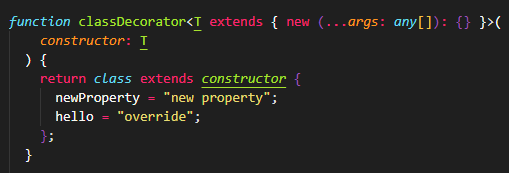 function classDecorator<T extends { new (...args: any[]): {} }>(
    constructor: T
  ) {
    return class extends constructor {
      newProperty = "new property";
      hello = "override";
    };
  }